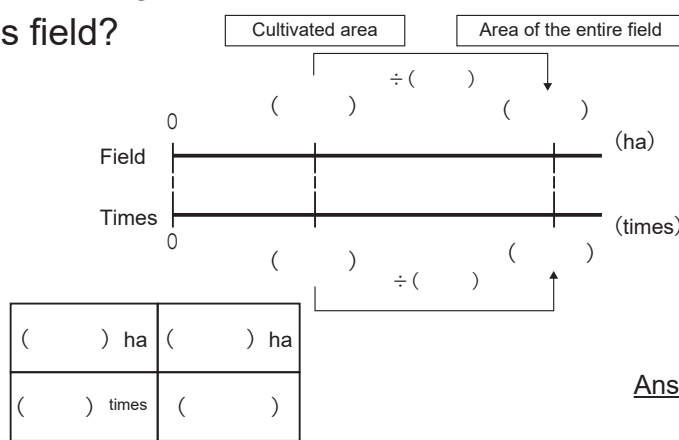 s field?
Cultivated area
Area of the entire field
÷ (     )
(     )
(     )
0
(ha)
Field
Times
(times)
0
(     )
(     )
÷ (     )
(     ) ha
(     ) ha
(     ) times
(     )
Ans